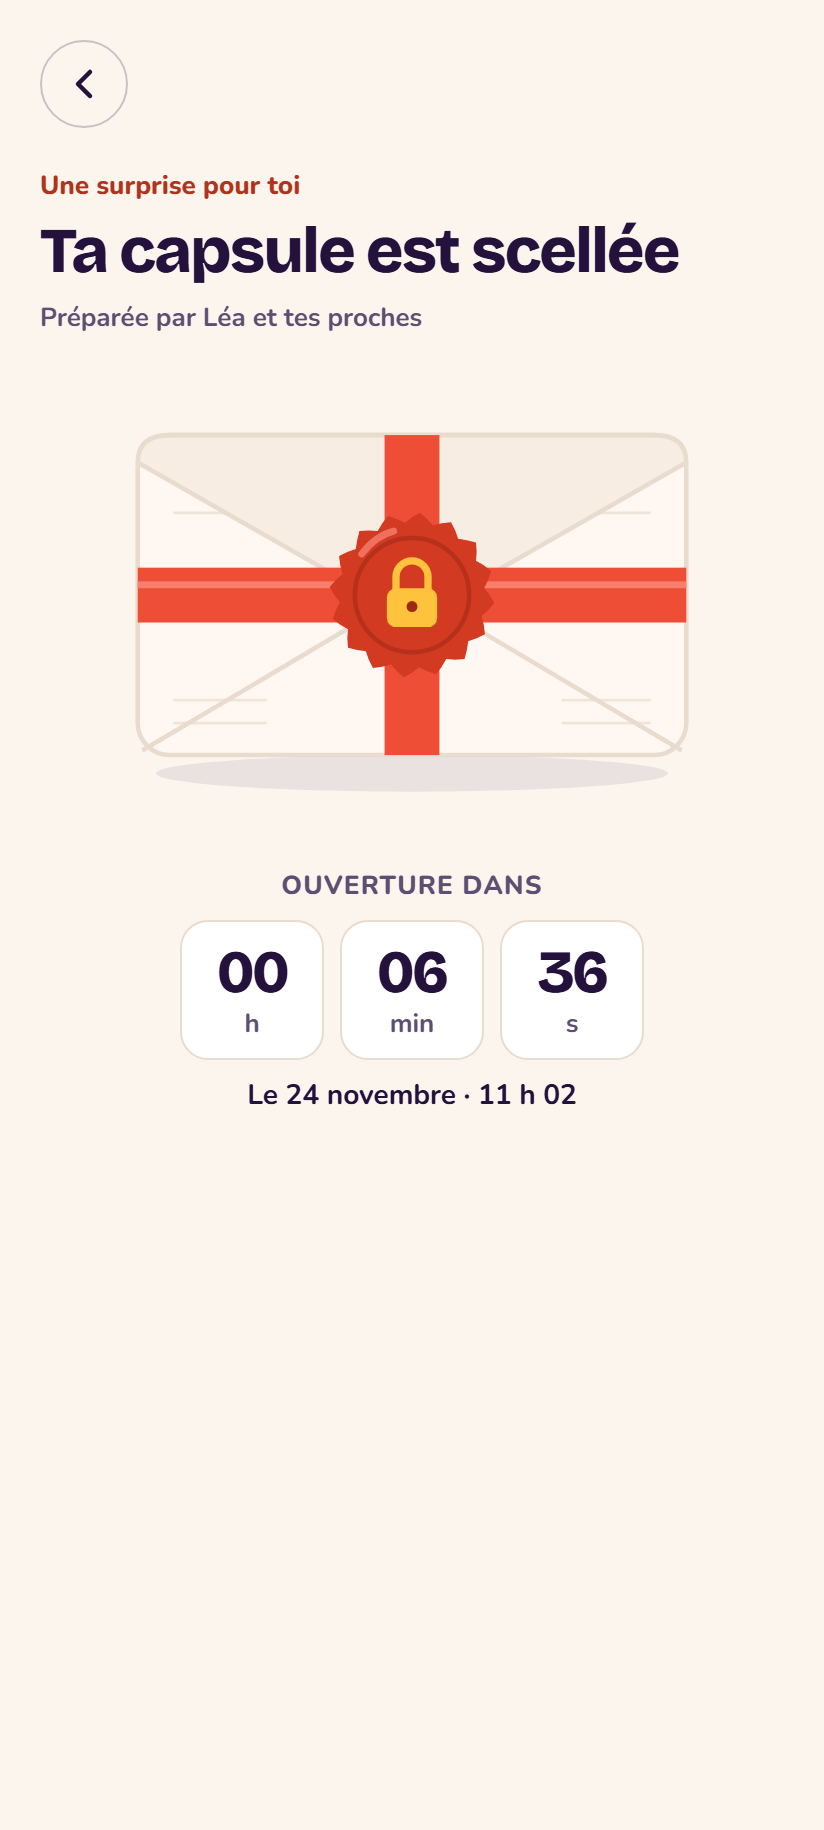 Une surprise pour toi
Ta capsule est scellée
Préparée par Léa et tes proches
OUVERTURE DANS
00 06 36
h min s
Le 24 novembre · 11 h 02